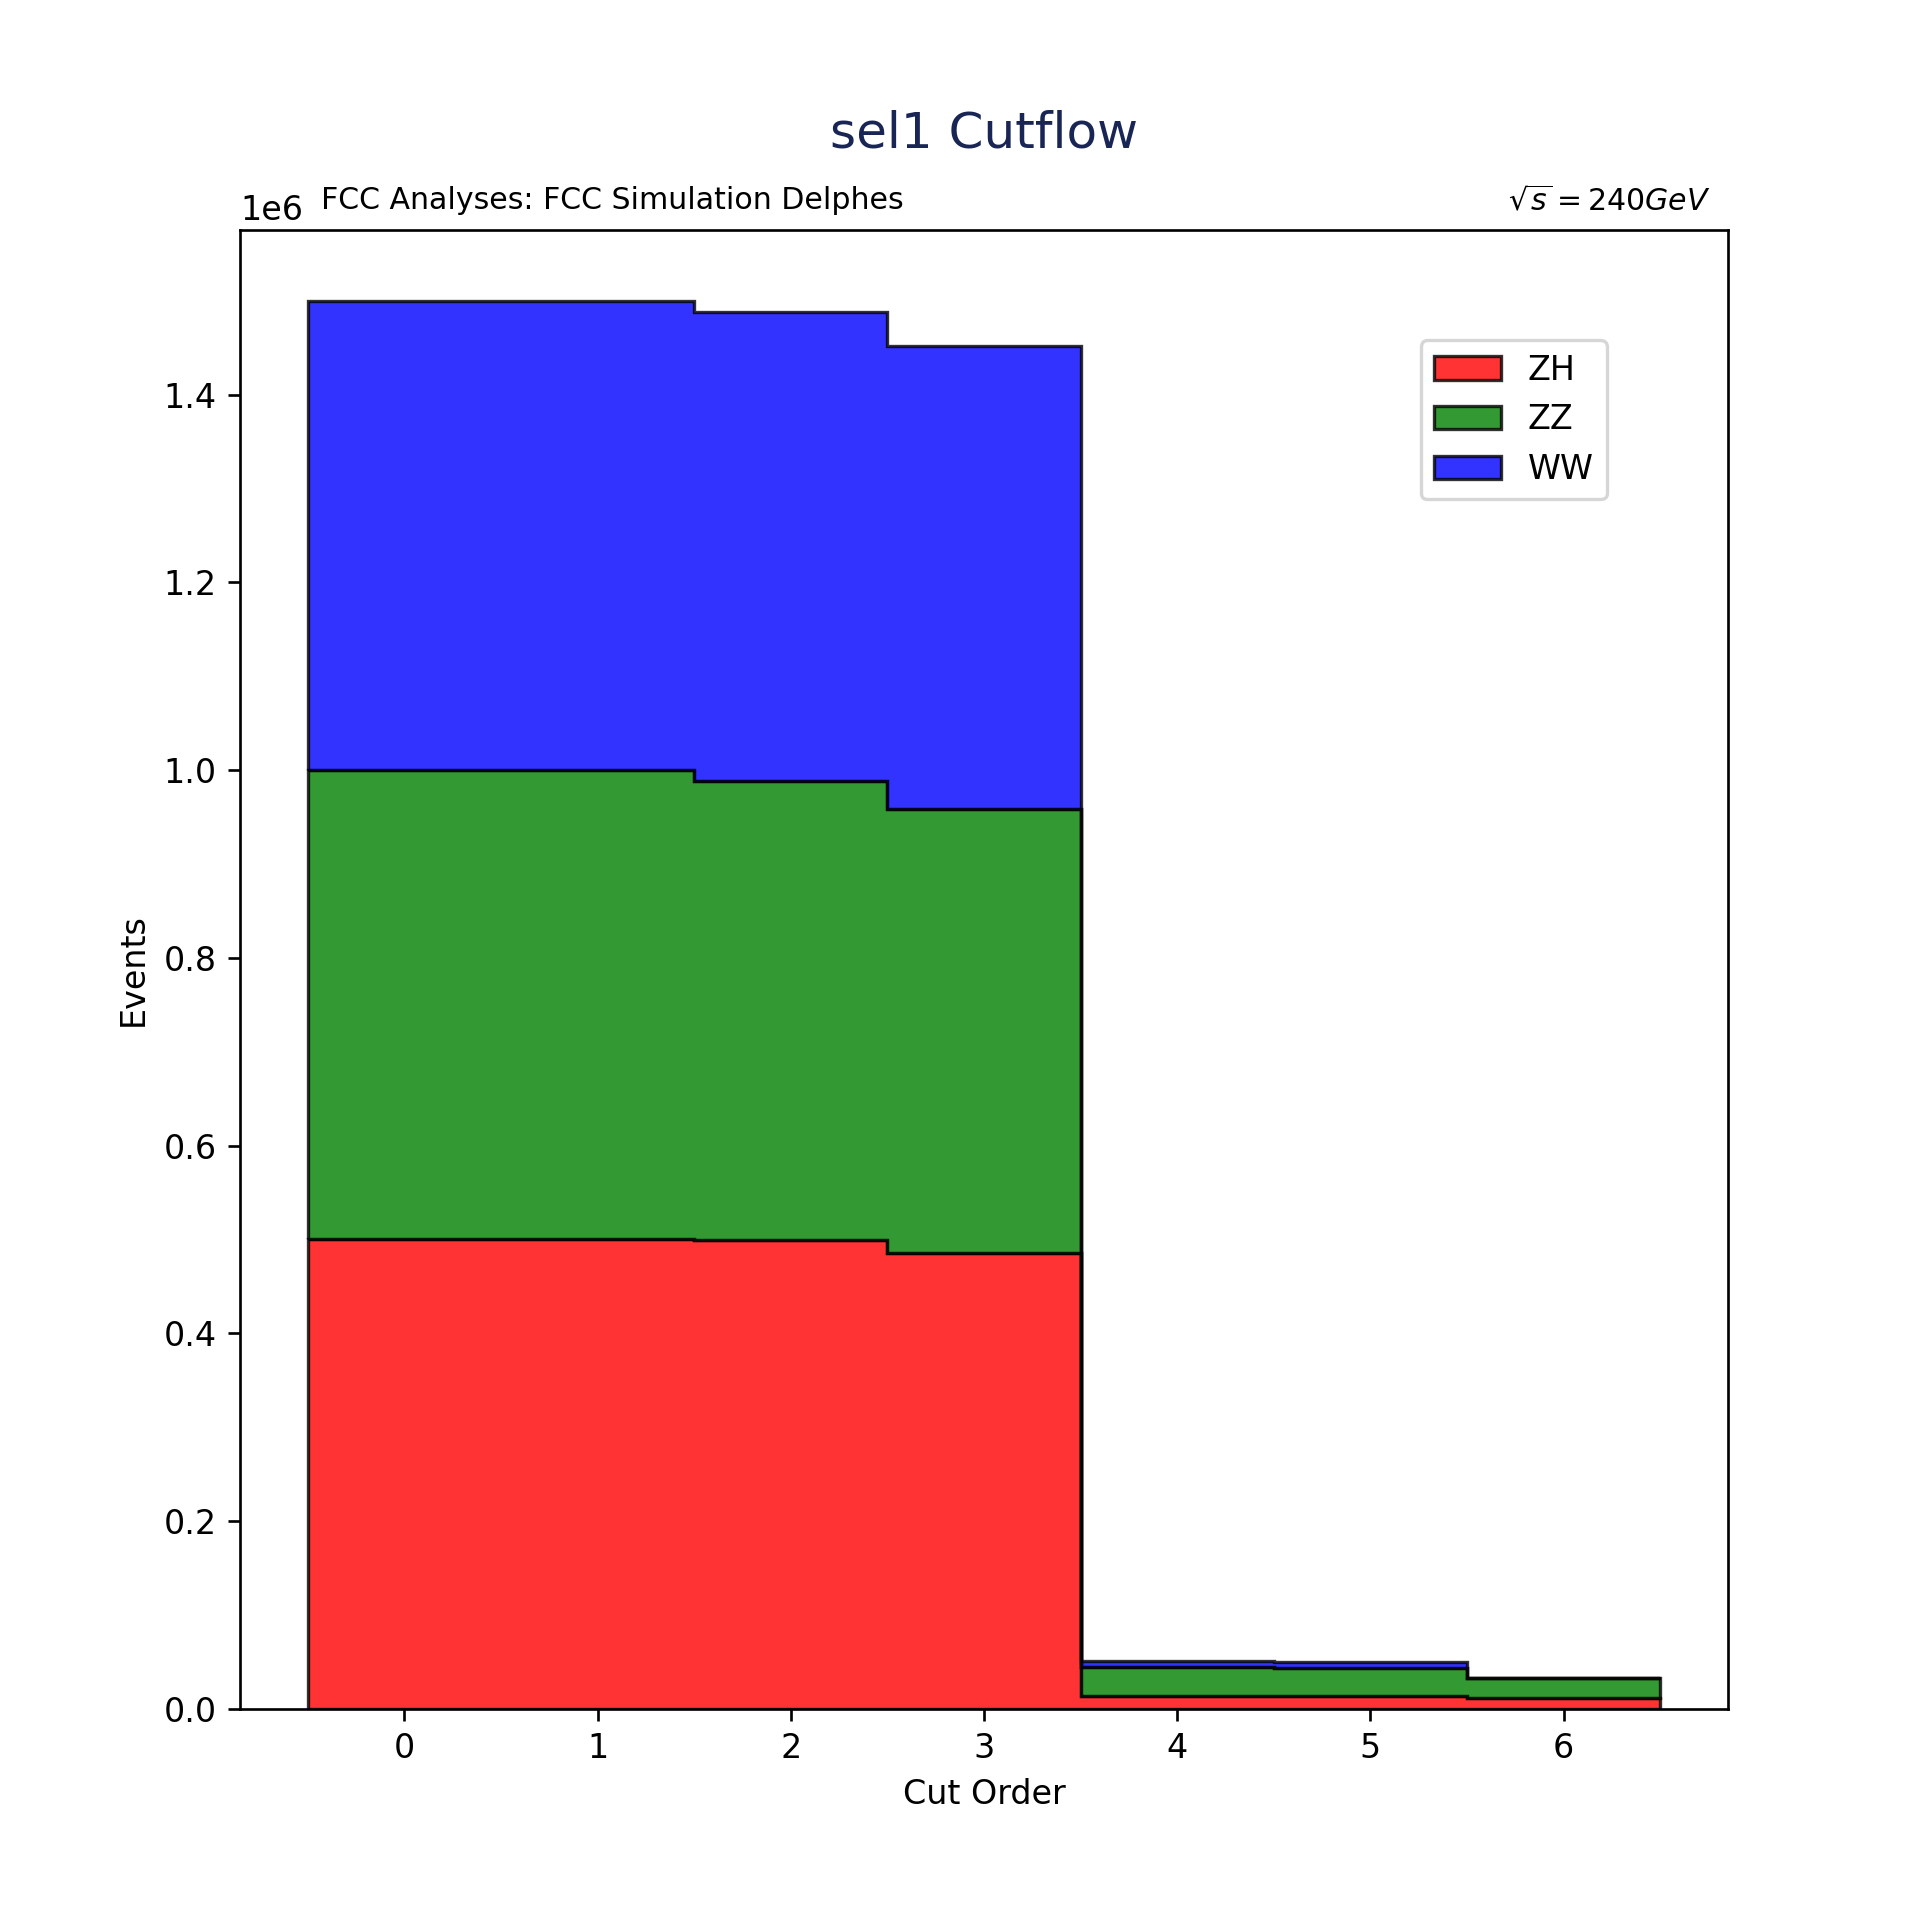 sel1 Cutflow
1e6 FCC Analyses: FCC Simulation Delphes √s = 240GeV
ZH
ZZ
WW
1.4
1.2
1.0
0.8
0.6
0.4
0.2
0.0
Events
0 1 2 3 4 5 6
Cut Order